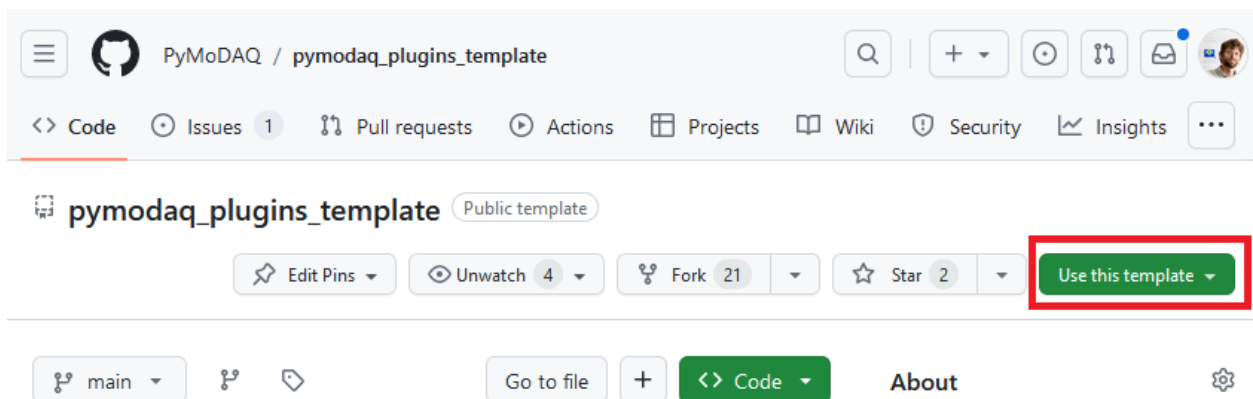 PyMoDAQ / pymodaq_plugins_template
Code Issues 1 Pull requests Actions Projects Wiki Security Insights
pymodaq_plugins_template Public template
Edit Pins Unwatch 4 Fork 21 Star 2 Use this template
main Go to file Code About